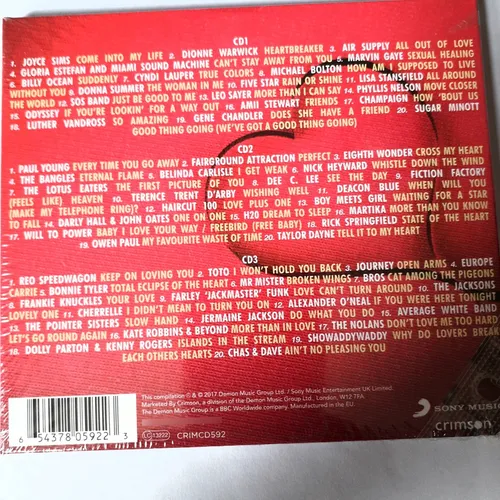 CD1
1. JOYCE SIMS COME INTO MY LIFE 2. DIONNE WARWICK HEARTBREAKER 3. AIR SUPPLY ALL OUT OF LOVE
4. GLORIA ESTEFAN AND MIAMI SOUND MACHINE CAN'T STAY AWAY FROM YOU 5. MARVIN GAYE SEXUAL HEALING
6. BILLY OCEAN SUDDENLY 7. CYNDI LAUPER TRUE COLORS 8. MICHAEL BOLTON HOW AM I SUPPOSED TO LIVE
WITHOUT YOU 9. DONNA SUMMER THE WOMAN IN ME 10. FIVE STAR RAIN OR SHINE 11. LISA STANSFIELD ALL AROUND
THE WORLD 12. SOS BAND JUST BE GOOD TO ME 13. LEO SAYER MORE THAN I CAN SAY 14. PHYLLIS NELSON MOVE CLOSER
15. ODYSSEY IF YOU'RE LOOKIN' FOR A WAY OUT 16. AMII STEWART FRIENDS 17. CHAMPAIGN HOW 'BOUT US
18. LUTHER VANDROSS SO AMAZING 19. GENE CHANDLER DOES SHE HAVE A FRIEND 20. SUGAR MINOTT
GOOD THING GOING (WE'VE GOT A GOOD THING GOING)
CD2
1. PAUL YOUNG EVERY TIME YOU GO AWAY 2. FAIRGROUND ATTRACTION PERFECT 3. EIGHTH WONDER CROSS MY HEART
4. THE BANGLES ETERNAL FLAME 5. BELINDA CARLISLE I GET WEAK 6. NICK HEYWARD WHISTLE DOWN THE WIND
7. THE LOTUS EATERS THE FIRST PICTURE OF YOU 8. DEE C. LEE SEE THE DAY 9. FICTION FACTORY
(FEELS LIKE) HEAVEN 10. TERENCE TRENT D'ARBY WISHING WELL 11. DEACON BLUE WHEN WILL YOU
(MAKE MY TELEPHONE RING)? 12. HAIRCUT 100 LOVE PLUS ONE 13. BOY MEETS GIRL WAITING FOR A STAR
TO FALL 14. DARLY HALL & JOHN OATES ONE ON ONE 15. H2O DREAM TO SLEEP 16. MARTIKA MORE THAN YOU KNOW
17. WILL TO POWER BABY I LOVE YOUR WAY / FREEBIRD (FREE BABY) 18. RICK SPRINGFIELD STATE OF THE HEART
19. OWEN PAUL MY FAVOURITE WASTE OF TIME 20. TAYLOR DAYNE TELL IT TO MY HEART
CD3
1. REO SPEEDWAGON KEEP ON LOVING YOU 2. TOTO I WON'T HOLD YOU BACK 3. JOURNEY OPEN ARMS 4. EUROPE
CARRIE 5. BONNIE TYLER TOTAL ECLIPSE OF THE HEART 6. MR MISTER BROKEN WINGS 7. BROS CAT AMONG THE PIGEONS
8. FRANKIE KNUCKLES YOUR LOVE 9. FARLEY 'JACKMASTER' FUNK LOVE CAN'T TURN AROUND 10. THE JACKSONS
LOVELY ONE 11. CHERRELLE I DIDN'T MEAN TO TURN YOU ON 12. ALEXANDER O'NEAL IF YOU WERE HERE TONIGHT
13. THE POINTER SISTERS SLOW HAND 14. JERMAINE JACKSON DO WHAT YOU DO 15. AVERAGE WHITE BAND
LET'S GO ROUND AGAIN 16. KATE ROBBINS & BEYOND MORE THAN IN LOVE 17. THE NOLANS DON'T LOVE ME TOO HARD
18. DOLLY PARTON & KENNY ROGERS ISLANDS IN THE STREAM 19. SHOWADDYWADDY WHY DO LOVERS BREAK
EACH OTHERS HEARTS 20. CHAS & DAVE AIN'T NO PLEASING YOU
This compilation ℗ & © 2017 Demon Music Group Ltd. / Sony Music Entertainment UK Limited.
Marketed By Crimson, a division of the Demon Music Group Ltd., London, W12 7FA.
The Demon Music Group is a BBC Worldwide company. Manufactured in the EU.
5 54378 05922 3
LC 13222
CRIMCD592
SONY MUSIC
crimson